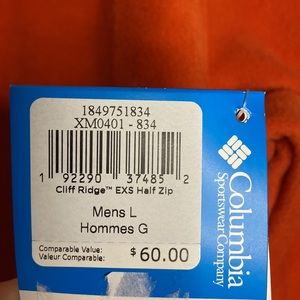 1849751834
XM0401 - 834
1 92290 37485 2
Cliff Ridge™ EXS Half Zip
Mens L
Hommes G
Comparable Value:
Valeur Comparable:
$60.00
Columbia
Sportswear Company